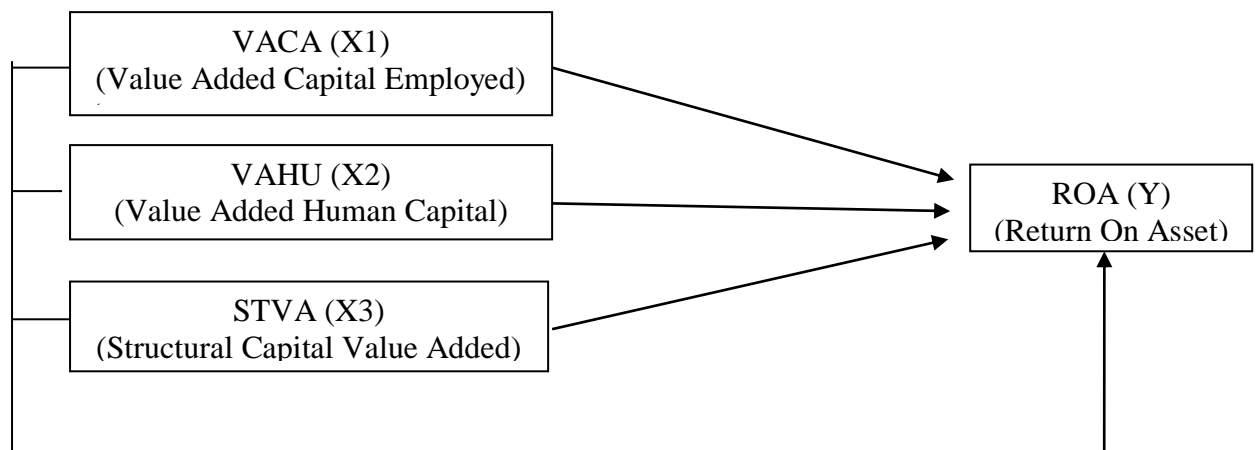 VACA (X1)
(Value Added Capital Employed)
VAHU (X2)
(Value Added Human Capital)
STVA (X3)
(Structural Capital Value Added)
ROA (Y)
(Return On Asset)